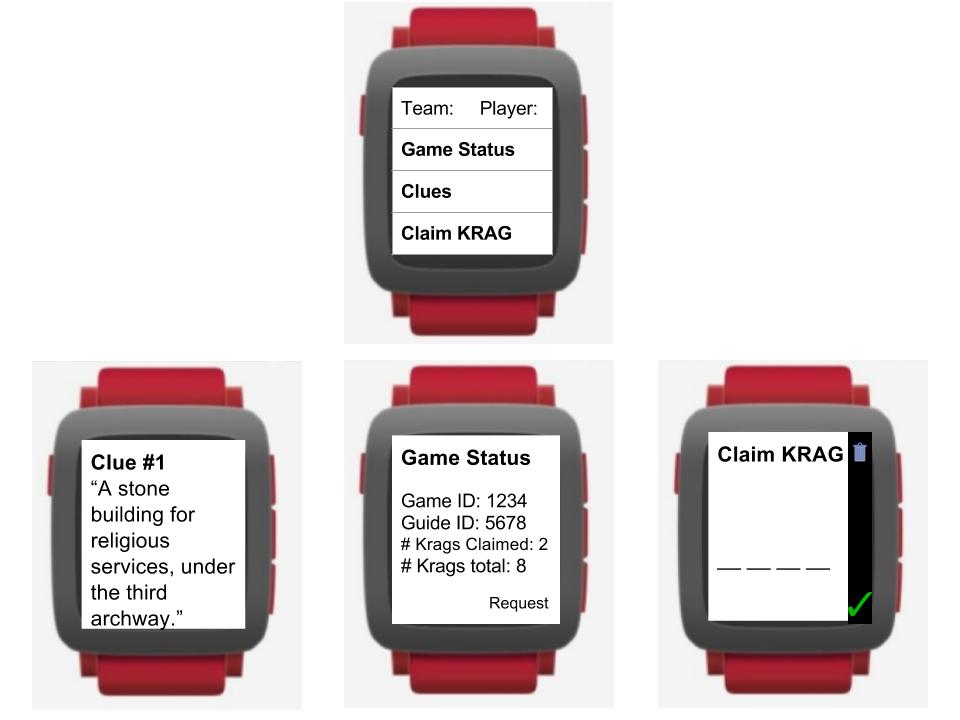 Team: Player:
Game Status
Clues
Claim KRAG
Clue #1
“A stone
building for
religious
services, under
the third
archway.”
Game Status
Game ID: 1234
Guide ID: 5678
# Krags Claimed: 2
# Krags total: 8
Request
Claim KRAG